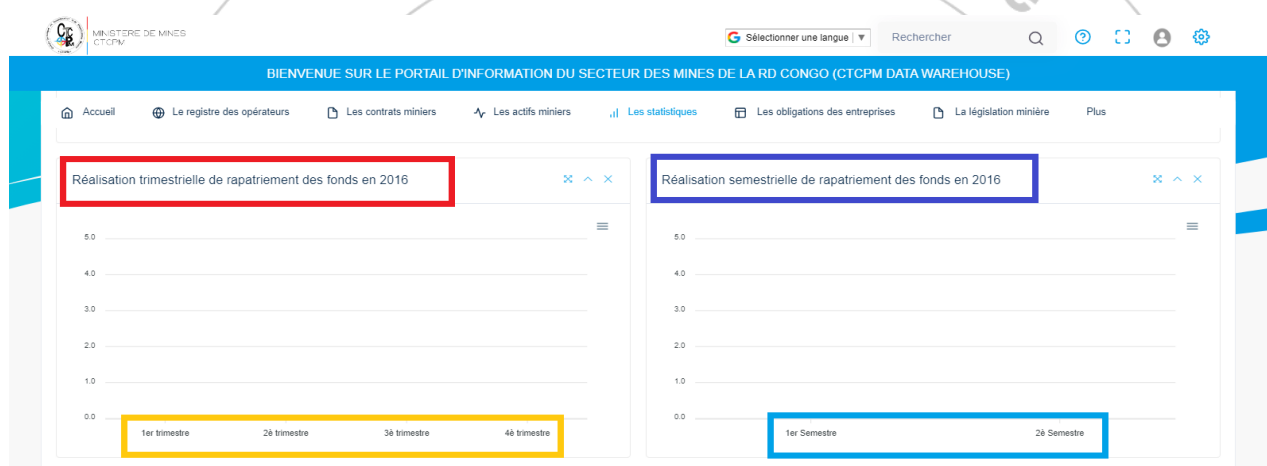 MINISTERE DE MINES
CTCPM
Sélectionner une langue
Rechercher
BIENVENUE SUR LE PORTAIL D'INFORMATION DU SECTEUR DES MINES DE LA RD CONGO (CTCPM DATA WAREHOUSE)
Accueil Le registre des opérateurs Les contrats miniers Les actifs miniers Les statistiques Les obligations des entreprises La législation minière Plus
Réalisation trimestrielle de rapatriement des fonds en 2016
5.0
4.0
3.0
2.0
1.0
0.0
1er trimestre 2è trimestre 3è trimestre 4è trimestre
Réalisation semestrielle de rapatriement des fonds en 2016
5.0
4.0
3.0
2.0
1.0
0.0
1er Semestre 2è Semestre